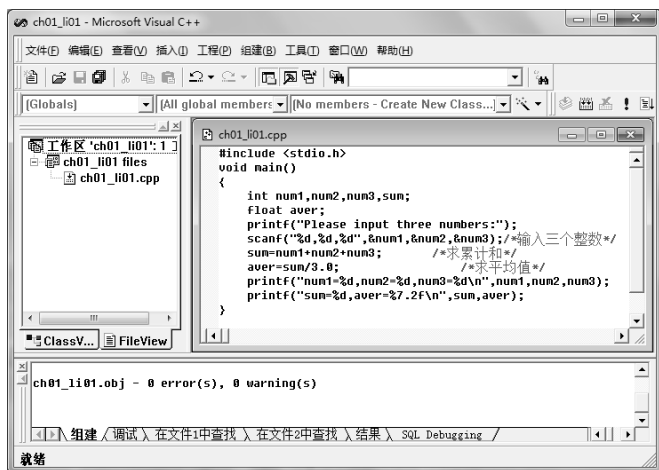 ch01_li01 - Microsoft Visual C++
文件(F) 编辑(E) 查看(V) 插入(I) 工程(P) 组建(B) 工具(T) 窗口(W) 帮助(H)
(Globals) (All global members (No members - Create New Class...)
工作区 'ch01_li01': 1
ch01_li01 files
ch01_li01.cpp
ClassV... FileView
ch01_li01.cpp
#include <stdio.h>
void main()
{
int num1,num2,num3,sum;
float aver;
printf("Please input three numbers:");
scanf("%d,%d,%d",&num1,&num2,&num3);/*输入三个整数*/
sum=num1+num2+num3; /*求累计和*/
aver=sum/3.0; /*求平均值*/
printf("num1=%d,num2=%d,num3=%d\n",num1,num2,num3);
printf("sum=%d,aver=%7.2f\n",sum,aver);
}
ch01_li01.obj - 0 error(s), 0 warning(s)
组建 调试 在文件1中查找 在文件2中查找 结果 SQL Debugging
就绪